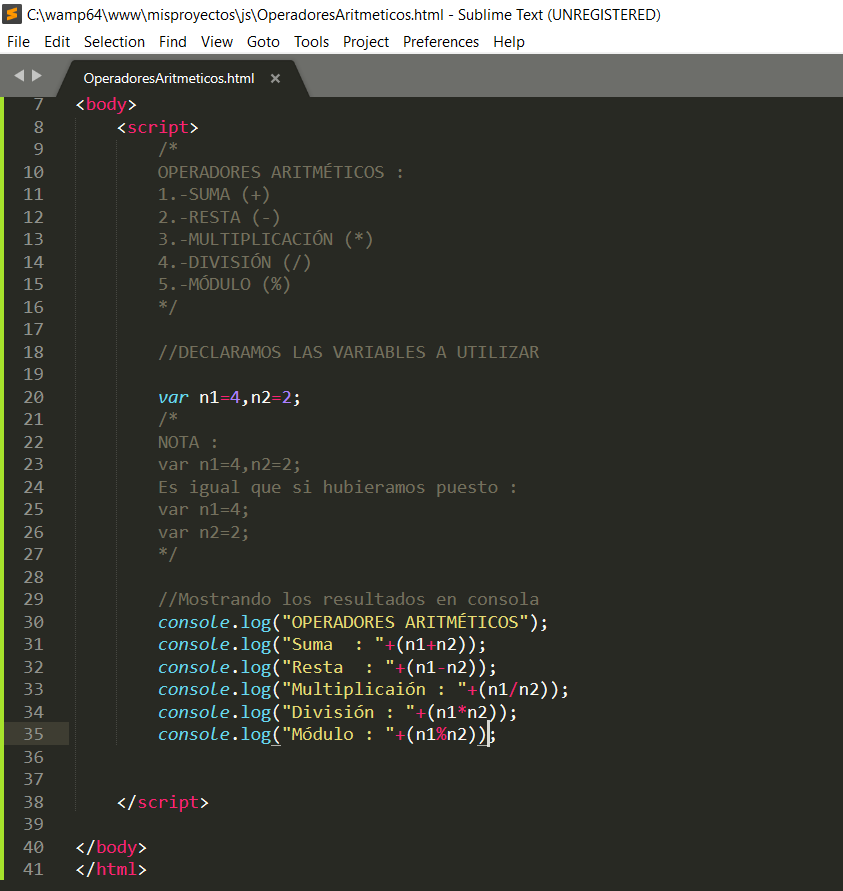 C:\wamp64\www\misproyectos\js\OperadoresAritmeticos.html - Sublime Text (UNREGISTERED)
File Edit Selection Find View Goto Tools Project Preferences Help
OperadoresAritmeticos.html ×
7 <body>
8 <script>
9 /*
10 OPERADORES ARITMÉTICOS :
11 1.-SUMA (+)
12 2.-RESTA (-)
13 3.-MULTIPLICACIÓN (*)
14 4.-DIVISIÓN (/)
15 5.-MÓDULO (%)
16 */
17
18 //DECLARAMOS LAS VARIABLES A UTILIZAR
19
20 var n1=4,n2=2;
21 /*
22 NOTA :
23 var n1=4,n2=2;
24 Es igual que si hubieramos puesto :
25 var n1=4;
26 var n2=2;
27 */
28
29 //Mostrando los resultados en consola
30 console.log("OPERADORES ARITMÉTICOS");
31 console.log("Suma  : "+(n1+n2));
32 console.log("Resta  : "+(n1-n2));
33 console.log("Multiplicaión : "+(n1/n2));
34 console.log("División : "+(n1*n2));
35 console.log("Módulo : "+(n1%n2));
36
37
38 </script>
39
40 </body>
41 </html>